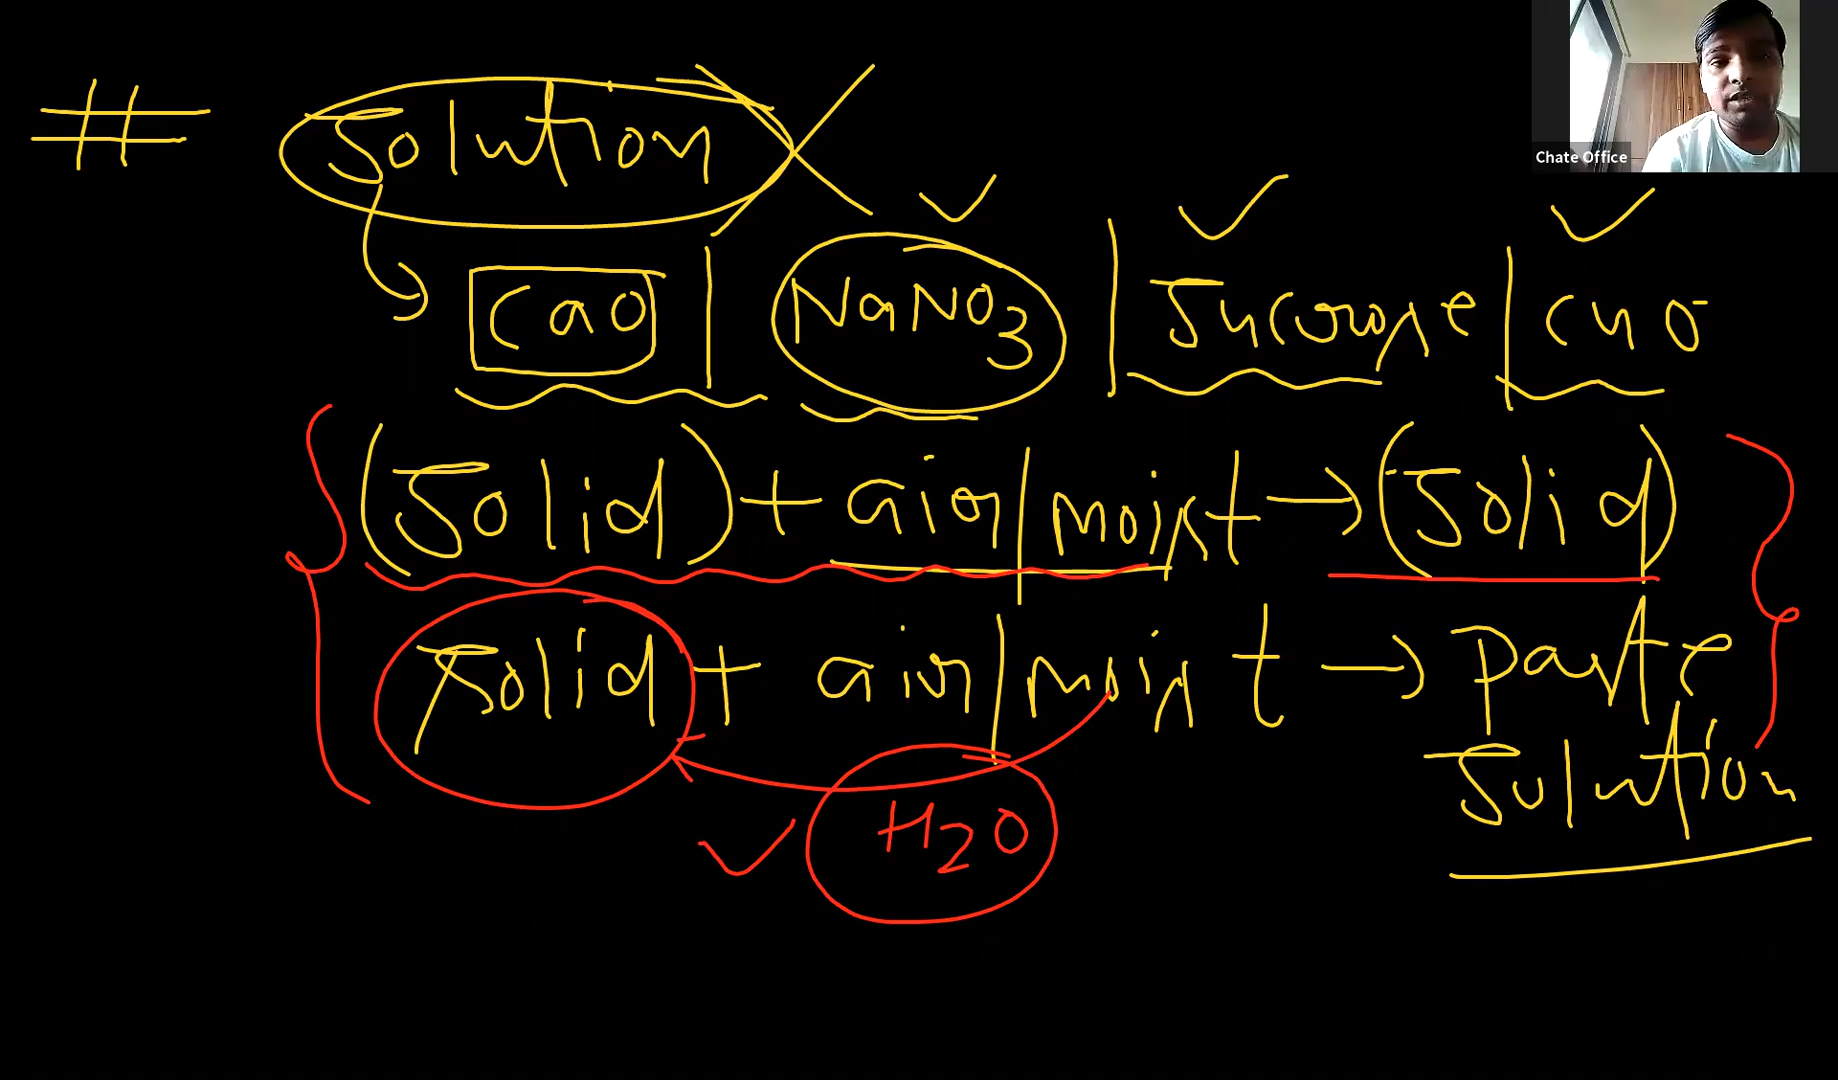 Chate Office
# Solution
CaO | NaNO3 | Sucrose | CuO
(Solid) + air/moist → (Solid)
Solid + air/moist → paste
Solution
H2O